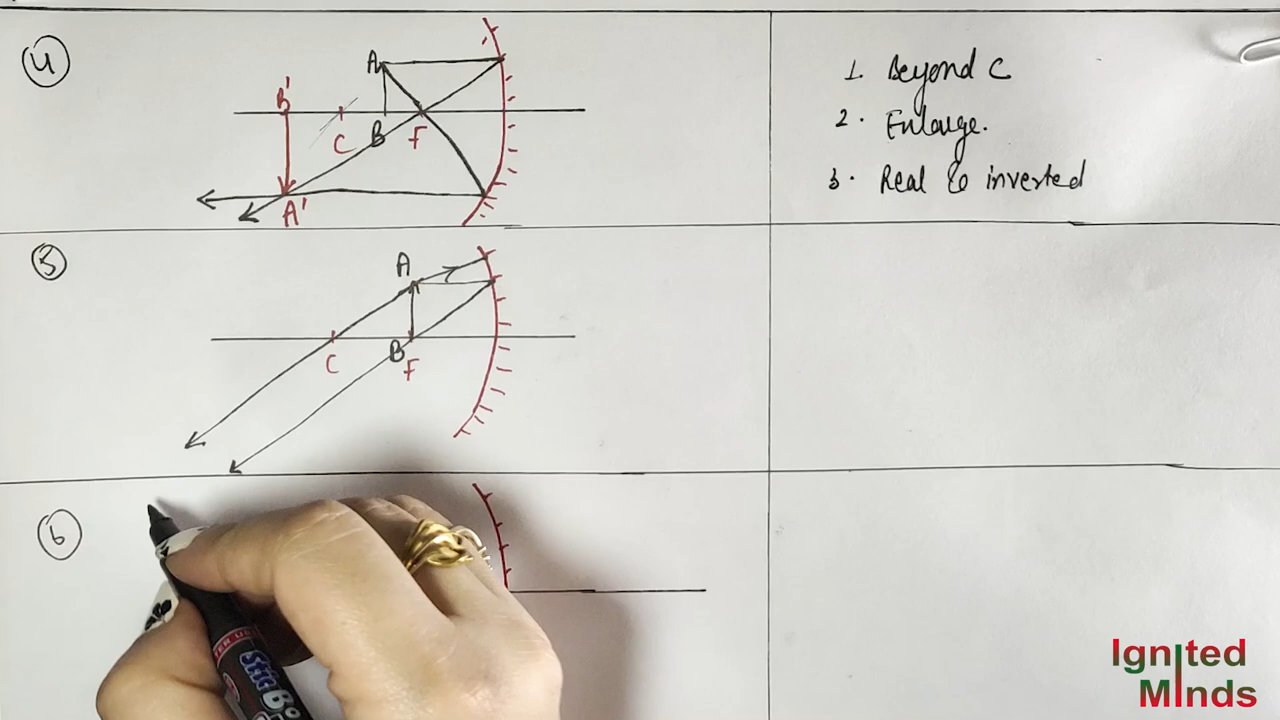 4
A
B'
C
B
F
A'
1. Beyond C
2. Enlarge.
3. Real & inverted
5
A
C
B
F
6
Ignited
Minds